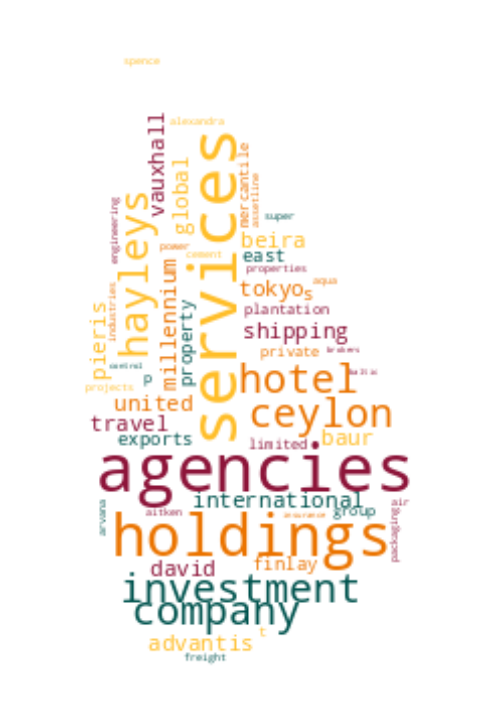 spence
alexandra
vauxhall
services
global
mercantile
assetline
hayleys
engineering
super
beira
power
cement
east
properties
millennium
aqua
tokyo
s
property
pieris
industries
plantation
shipping
private
brokers
control
p
hotel
baltic
projects
united
ceylon
travel
exports
limited
baur
agencies
international
arvana
aitken
insurance
group
air
packaging
holdings
finlay
david
investment
company
advantis
t
freight